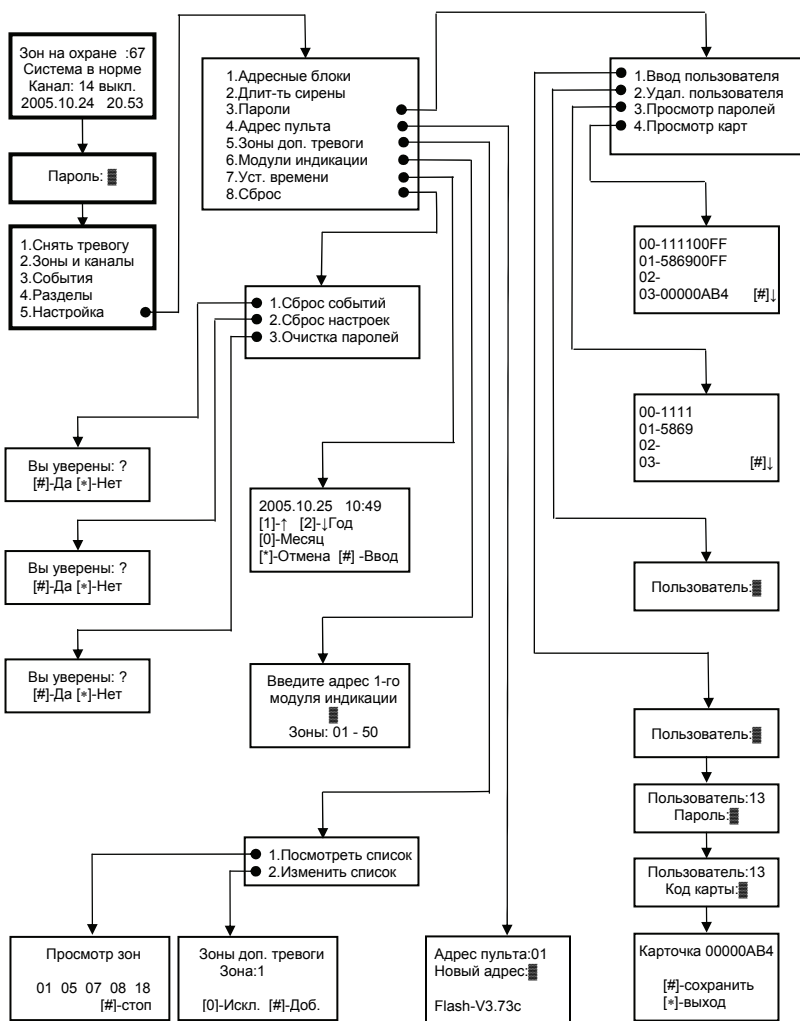 Зон на охране :67
Система в норме
Канал: 14 выкл.
2005.10.24 20.53
Пароль:
1.Снять тревогу
2.Зоны и каналы
3.События
4.Разделы
5.Настройка
1.Адресные блоки
2.Длит-ть сирены
3.Пароли
4.Адрес пульта
5.Зоны доп. тревоги
6.Модули индикации
7.Уст. времени
8.Сброс
1.Ввод пользователя
2.Удал. пользователя
3.Просмотр паролей
4.Просмотр карт
00-111100FF
01-586900FF
02-
03-00000AB4 [#]↓
1.Сброс событий
2.Сброс настроек
3.Очистка паролей
00-1111
01-5869
02-
03- [#]↓
Вы уверены: ?
[#]-Да [*]-Нет
2005.10.25 10:49
[1]-↑ [2]-↓Год
[0]-Месяц
[*]-Отмена [#] -Ввод
Вы уверены: ?
[#]-Да [*]-Нет
Пользователь:
Вы уверены: ?
[#]-Да [*]-Нет
Введите адрес 1-го
модуля индикации
Зоны: 01 - 50
Пользователь:
Пользователь:13
Пароль:
1.Посмотреть список
2.Изменить список
Пользователь:13
Код карты:
Просмотр зон
01 05 07 08 18
[#]-стоп
Зоны доп. тревоги
Зона:1
[0]-Искл. [#]-Доб.
Адрес пульта:01
Новый адрес:
Flash-V3.73c
Карточка 00000AB4
[#]-сохранить
[*]-выход